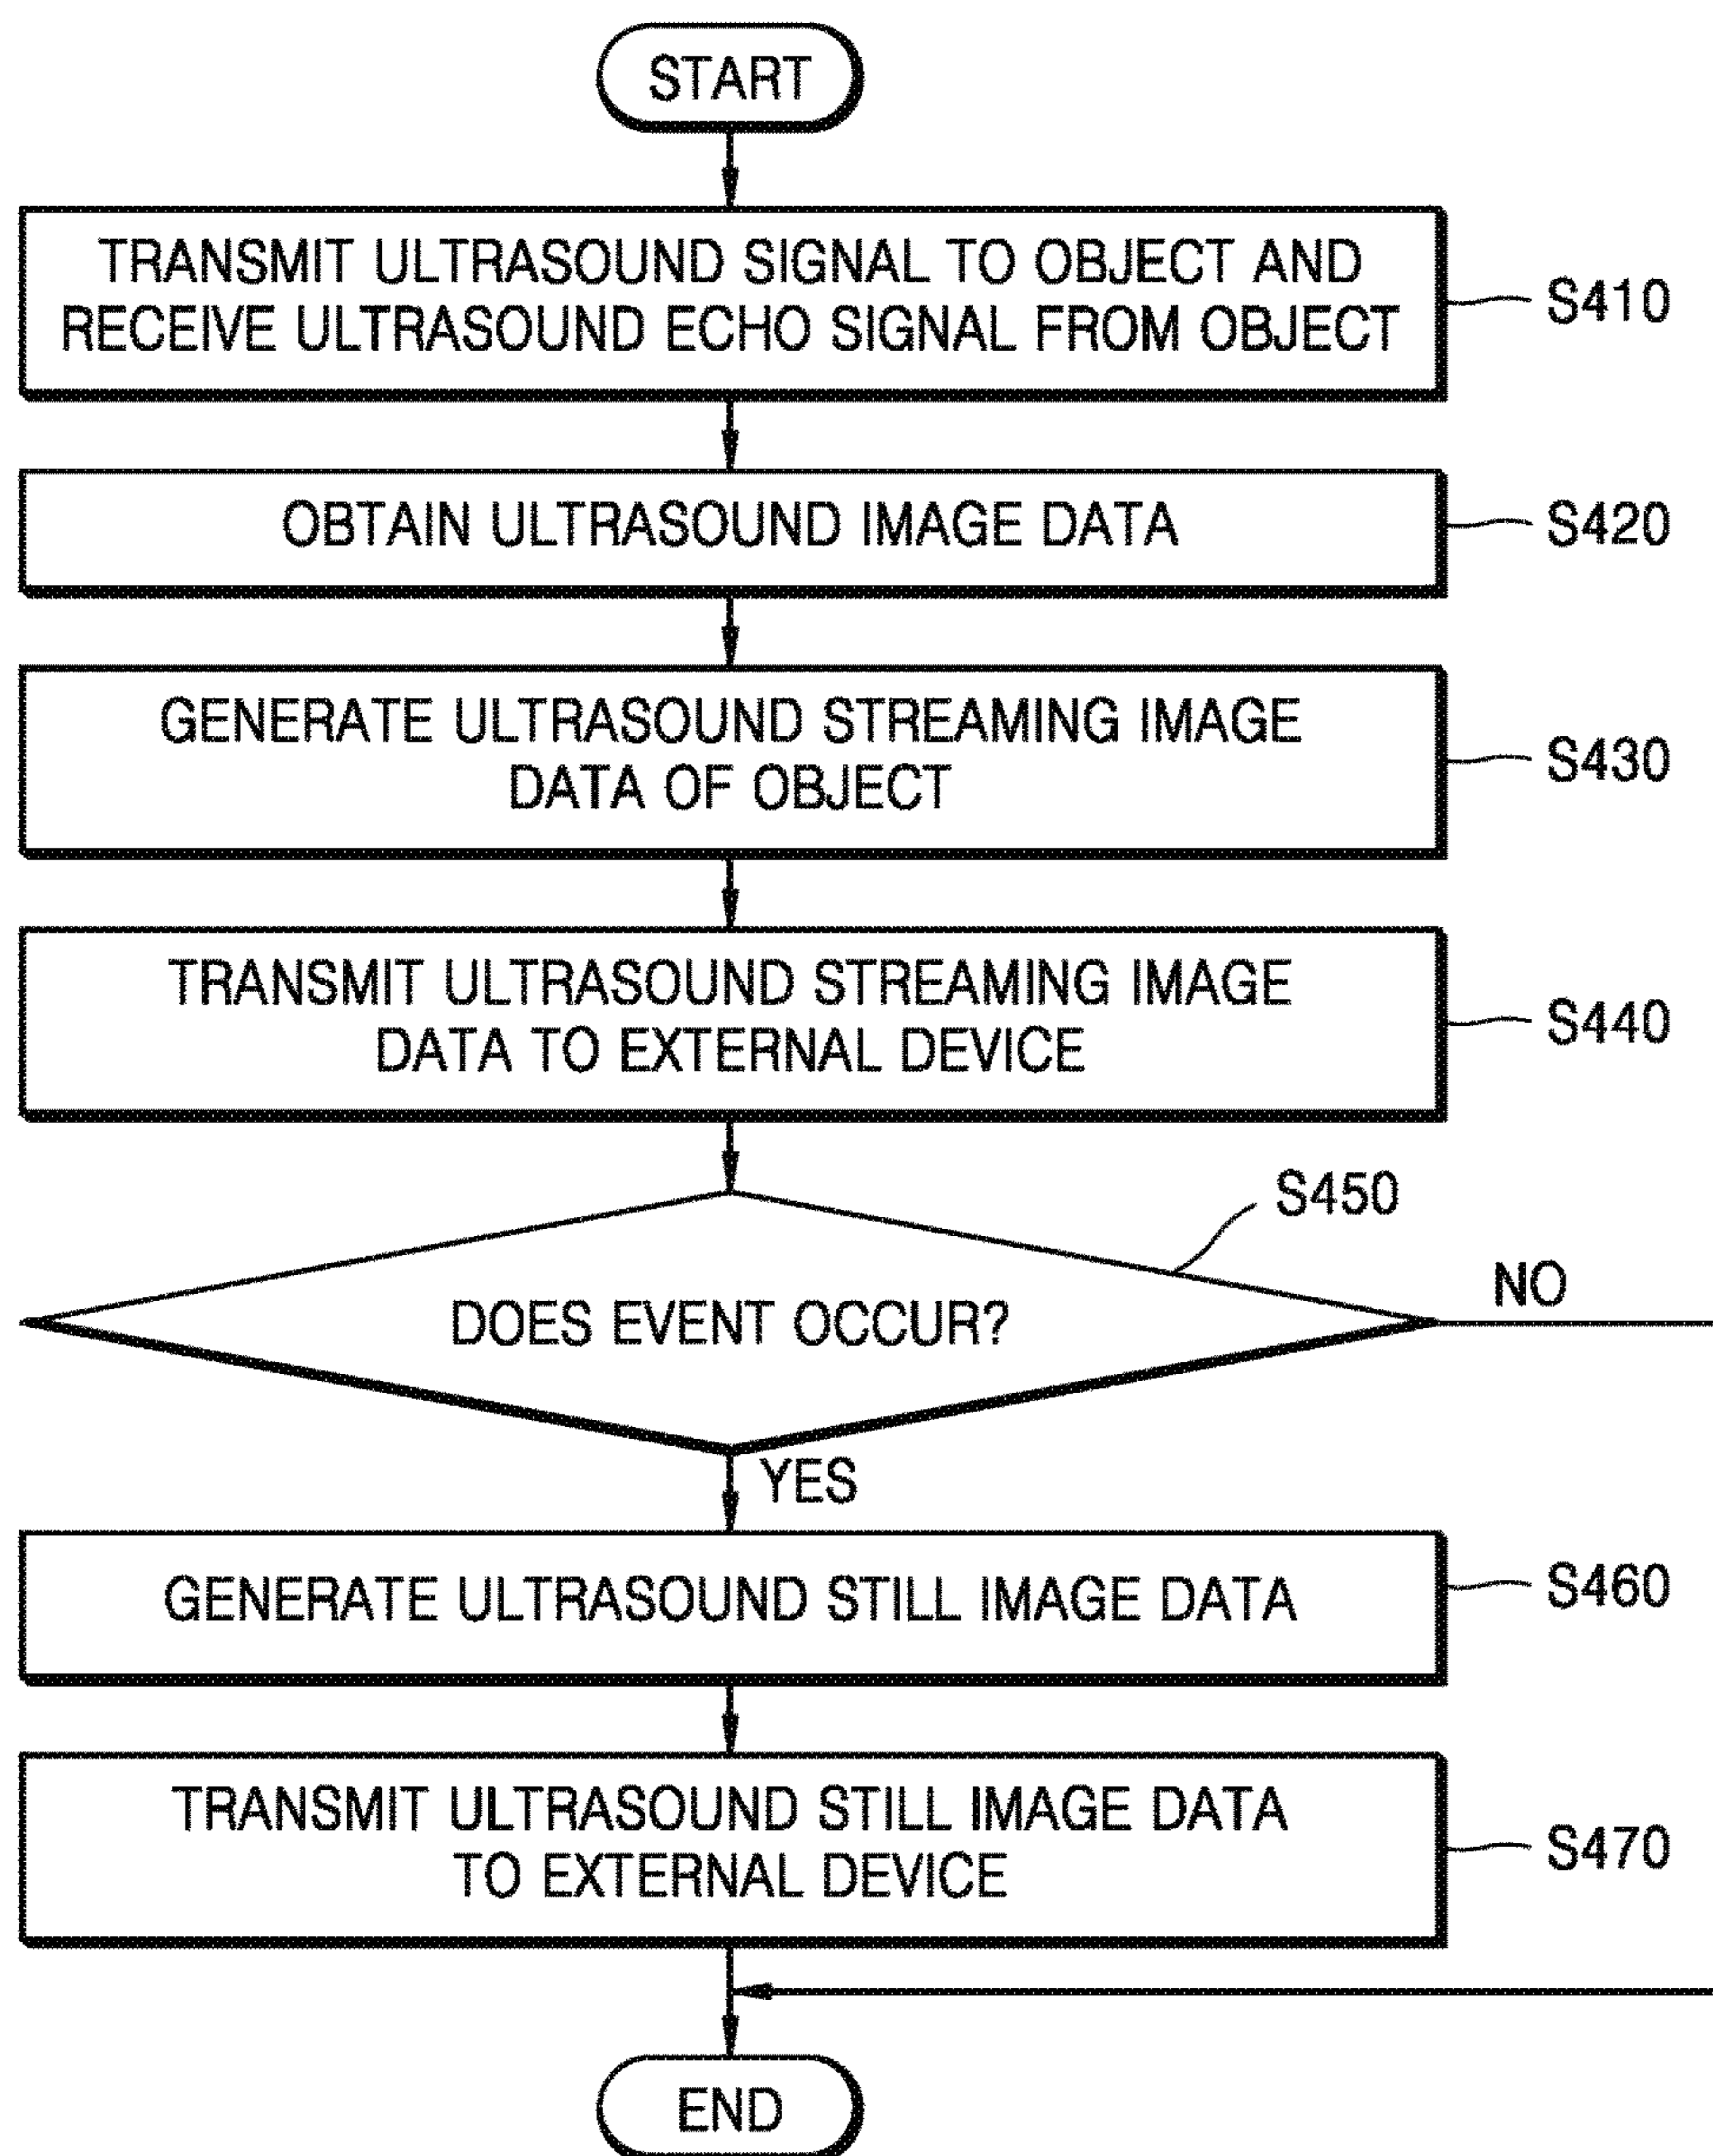 START
TRANSMIT ULTRASOUND SIGNAL TO OBJECT AND
RECEIVE ULTRASOUND ECHO SIGNAL FROM OBJECT
S410
OBTAIN ULTRASOUND IMAGE DATA
S420
GENERATE ULTRASOUND STREAMING IMAGE
DATA OF OBJECT
S430
TRANSMIT ULTRASOUND STREAMING IMAGE
DATA TO EXTERNAL DEVICE
S440
S450
DOES EVENT OCCUR?
NO
YES
GENERATE ULTRASOUND STILL IMAGE DATA
S460
TRANSMIT ULTRASOUND STILL IMAGE DATA
TO EXTERNAL DEVICE
S470
END